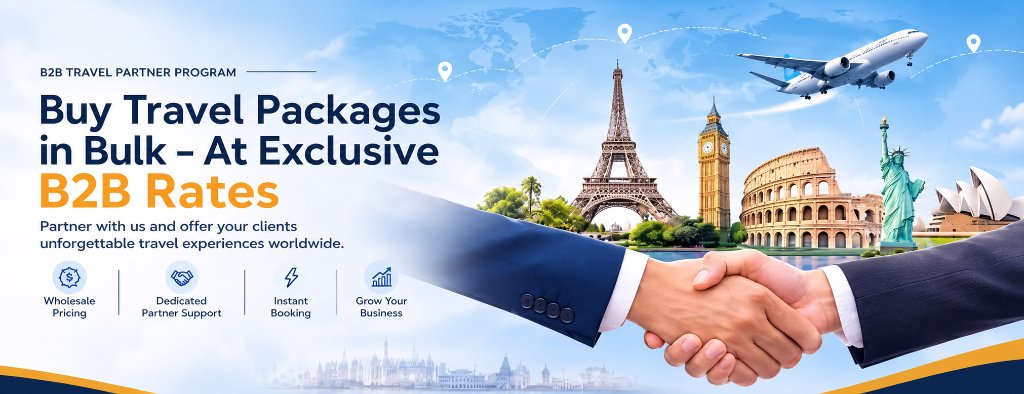 B2B TRAVEL PARTNER PROGRAM
Buy Travel Packages
in Bulk – At Exclusive
B2B Rates
Partner with us and offer your clients
unforgettable travel experiences worldwide.
Wholesale
Pricing
Dedicated
Partner Support
Instant
Booking
Grow Your
Business